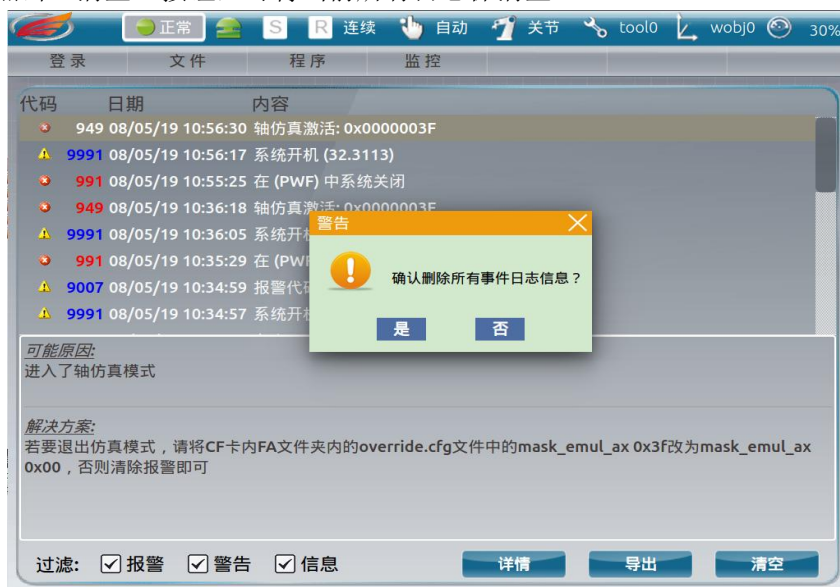 正常 S R 连续 自动 关节 tool0 wobj0 30%
登录 文件 程序 监控
代码 日期 内容
949 08/05/19 10:56:30 轴仿真激活: 0x0000003F
9991 08/05/19 10:56:17 系统开机 (32.3113)
991 08/05/19 10:55:25 在 (PWF) 中系统关闭
949 08/05/19 10:36:18 轴仿真激活: 0x0000003F
9991 08/05/19 10:36:05 系统开
991 08/05/19 10:35:29 在 (PW
9007 08/05/19 10:34:59 报警代
9991 08/05/19 10:34:57 系统开
警告
确认删除所有事件日志信息？
是 否
可能原因:
进入了轴仿真模式
解决方案:
若要退出仿真模式，请将CF卡内FA文件夹内的override.cfg文件中的mask_emul_ax 0x3f改为mask_emul_ax
0x00，否则清除报警即可
过滤: 报警 警告 信息 详情 导出 清空